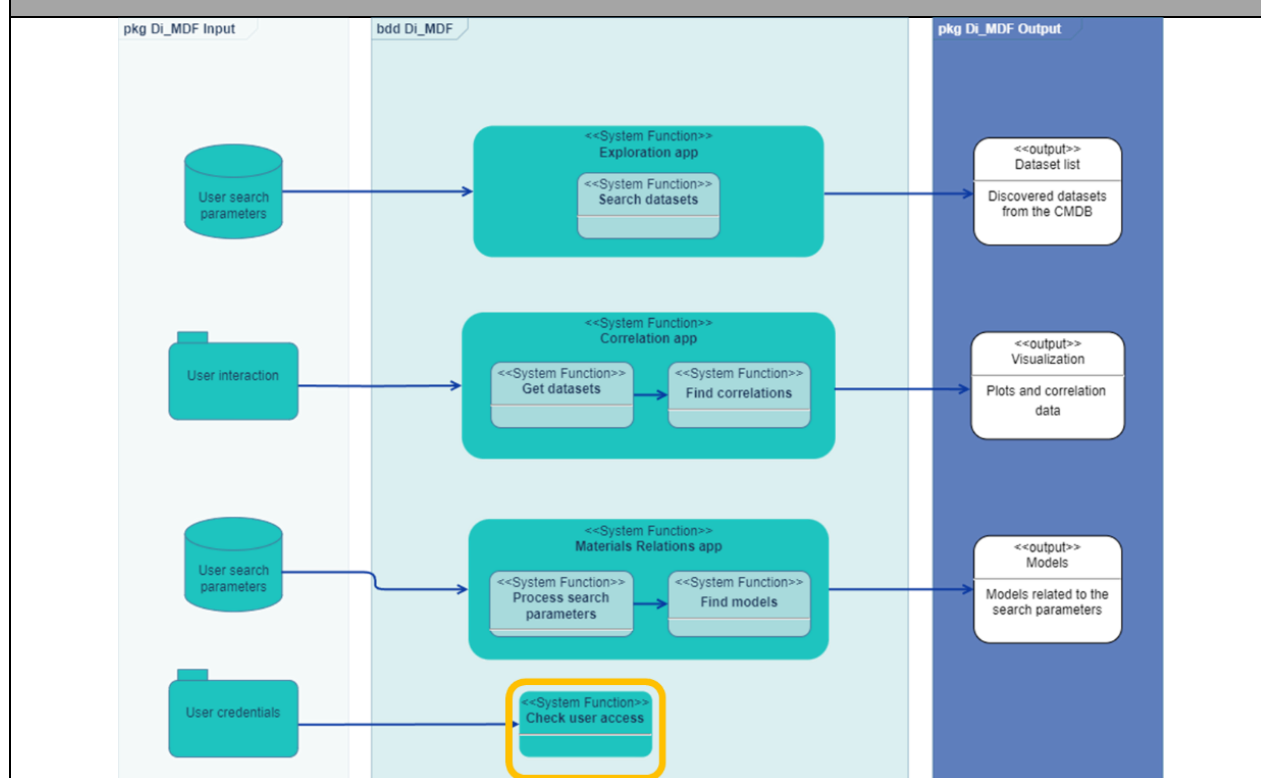 pkg Di_MDF Input
bdd Di_MDF
pkg Di_MDF Output
User search
parameters
<<System Function>>
Exploration app
<<System Function>>
Search datasets
<<output>>
Dataset list
Discovered datasets
from the CMDB
User interaction
<<System Function>>
Correlation app
<<System Function>>
Get datasets
<<System Function>>
Find correlations
<<output>>
Visualization
Plots and correlation
data
User search
parameters
<<System Function>>
Materials Relations app
<<System Function>>
Process search
parameters
<<System Function>>
Find models
<<output>>
Models
Models related to the
search parameters
User credentials
<<System Function>>
Check user access